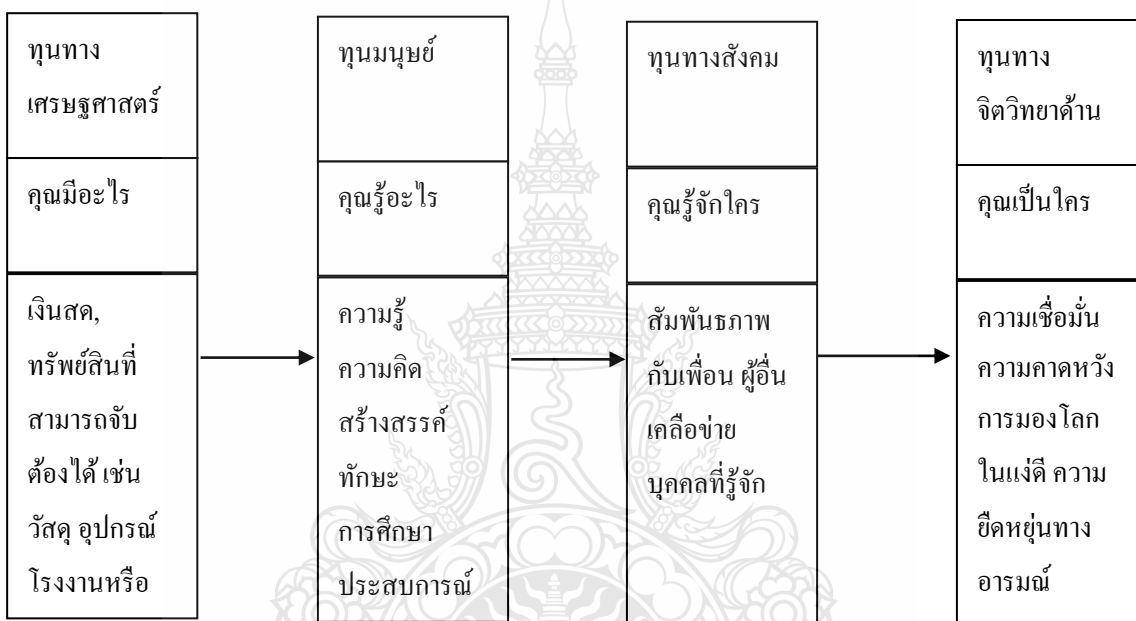 ทุนทาง
เศรษฐศาสตร์
คุณมีอะไร
เงินสด,
ทรัพย์สินที่
สามารถจับ
ต้องได้ เช่น
วัสดุ อุปกรณ์
โรงงานหรือ
ทุนมนุษย์
คุณรู้อะไร
ความรู้
ความคิด
สร้างสรรค์
ทักษะ
การศึกษา
ประสบการณ์
ทุนทางสังคม
คุณรู้จักใคร
สัมพันธภาพ
กับเพื่อน ผู้อื่น
เคลือข่าย
บุคคลที่รู้จัก
ทุนทาง
จิตวิทยาด้าน
คุณเป็นใคร
ความเชื่อมั่น
ความคาดหวัง
การมองโลก
ในแง่ดี ความ
ยืดหยุ่นทาง
อารมณ์